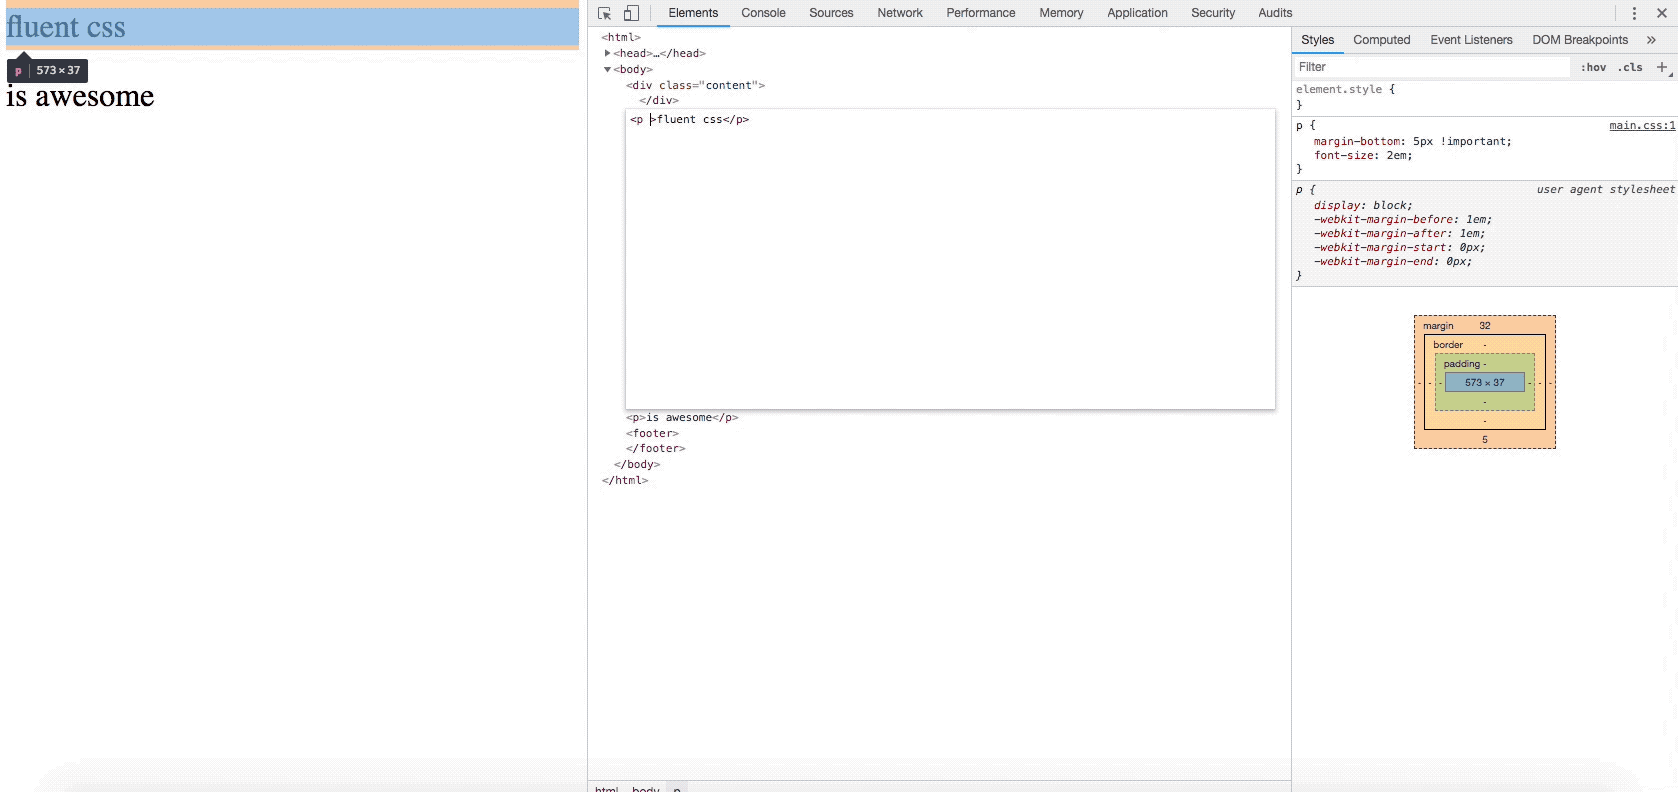 fluent css
p 573 × 37
is awesome
Elements Console Sources Network Performance Memory Application Security Audits
<html>
▶<head>…</head>
▼<body>
<div class="content">
</div>
<p >fluent css</p>
<p>is awesome</p>
<footer>
</footer>
</body>
</html>
html body p
Styles Computed Event Listeners DOM Breakpoints »
Filter :hov .cls +
element.style {
}
p { main.css:1
margin-bottom: 5px !important;
font-size: 2em;
}
p { user agent stylesheet
display: block;
-webkit-margin-before: 1em;
-webkit-margin-after: 1em;
-webkit-margin-start: 0px;
-webkit-margin-end: 0px;
}
margin 32
border -
padding -
- - - 573 × 37 - - -
-
-
5